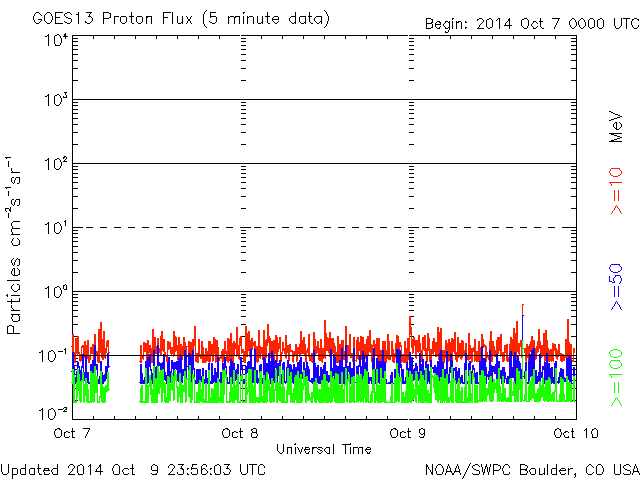 GOES13 Proton Flux (5 minute data)
Begin: 2014 Oct 7 0000 UTC
Particles cm⁻²s⁻¹sr⁻¹
10⁴
10³
10²
10¹
10⁰
10⁻¹
10⁻²
Oct 7
Oct 8
Oct 9
Oct 10
Universal Time
MeV
>=10
>=50
>=100
Updated 2014 Oct 9 23:56:03 UTC
NOAA/SWPC Boulder, CO USA